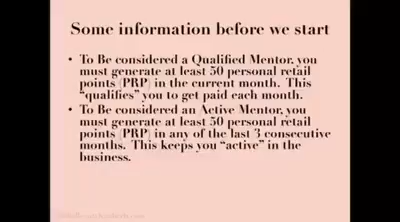 Some information before we start
• To Be considered a Qualified Mentor, you
must generate at least 50 personal retail
points (PRP) in the current month. This
"qualifies" you to get paid each month.
• To Be considered an Active Mentor, you
must generate at least 50 personal retail
points (PRP) in any of the last 3 consecutive
months. This keeps you "active" in the
business.